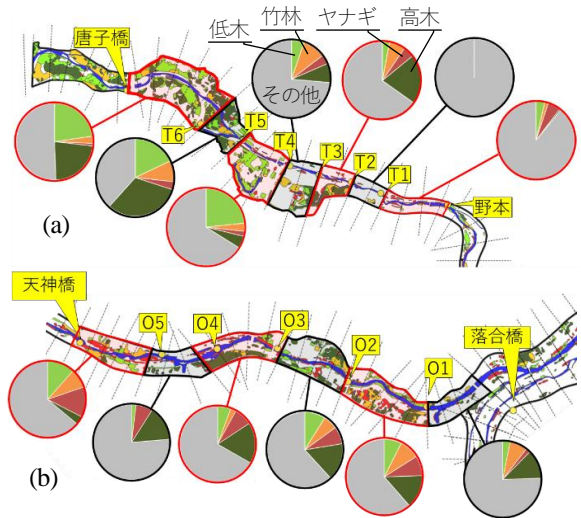 低木
竹林
ヤナギ
高木
唐子橋
その他
T6
T5
T4
T3
T2
T1
野本
(a)
天神橋
O5
O4
O3
O2
O1
落合橋
(b)